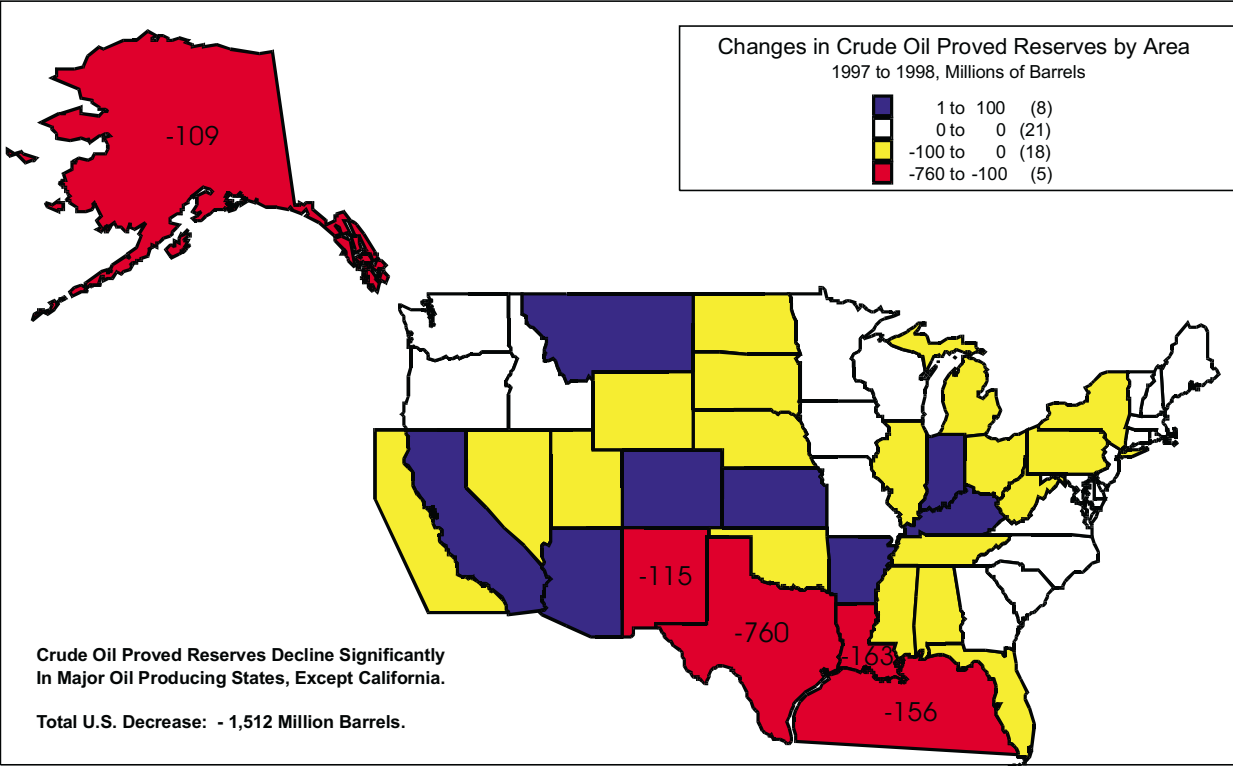 Changes in Crude Oil Proved Reserves by Area
1997 to 1998, Millions of Barrels
1 to 100 (8)
0 to 0 (21)
-100 to 0 (18)
-760 to -100 (5)
-109
-115
-760
-163
-156
Crude Oil Proved Reserves Decline Significantly
In Major Oil Producing States, Except California.
Total U.S. Decrease: - 1,512 Million Barrels.